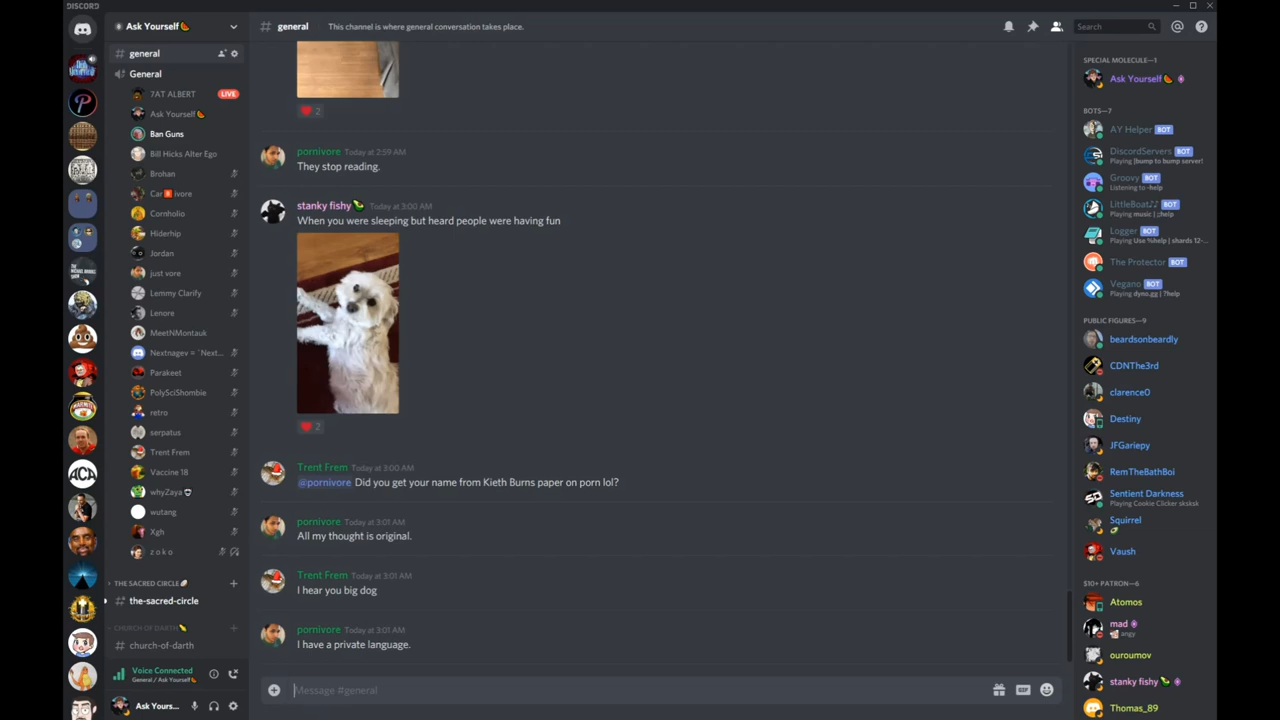 DISCORD
Ask Yourself🍉
general
General
7AT ALBERT
LIVE
Ask Yourself🍉
Ban Guns
Bill Hicks Alter Ego
Brohan
Car🅱️ivore
Cornholio
Hiderhip
Jordan
just vore
Lemmy Clarify
Lenore
MeetNMontauk
Nextnagev = `Next...
Parakeet
PolySciShombie
retro
serpatus
Trent Frem
Vaccine 18
whyZaya
wutang
Xgh
z o k o
THE SACRED CIRCLE
the-sacred-circle
CHURCH OF DARTH
church-of-darth
Voice Connected
General / Ask Yourself🍉
Ask Yours...
# general
This channel is where general conversation takes place.
Search
❤️ 2
pornivore Today at 2:59 AM
They stop reading.
stanky fishy Today at 3:00 AM
When you were sleeping but heard people were having fun
❤️ 2
Trent Frem Today at 3:00 AM
@pornivore Did you get your name from Kieth Burns paper on porn lol?
pornivore Today at 3:01 AM
All my thought is original.
Trent Frem Today at 3:01 AM
I hear you big dog
pornivore Today at 3:01 AM
I have a private language.
Message #general
GIF
SPECIAL MOLECULE—1
Ask Yourself🍉
BOTS—7
AY Helper BOT
DiscordServers BOT
Playing |bump to bump server!
Groovy BOT
Listening to -help
LittleBoat♪♪ BOT
Playing music | ;;help
Logger BOT
Playing Use %help | shards 12-...
The Protector BOT
Vegano BOT
Playing dyno.gg | ?help
PUBLIC FIGURES—9
beardsonbeardly
CDNThe3rd
clarence0
Destiny
JFGariepy
RemTheBathBoi
Sentient Darkness
Playing Cookie Clicker sksksk
Squirrel
Vaush
$10+ PATRON—6
Atomos
mad
angy
ouroumov
stanky fishy
Thomas_89
ACA